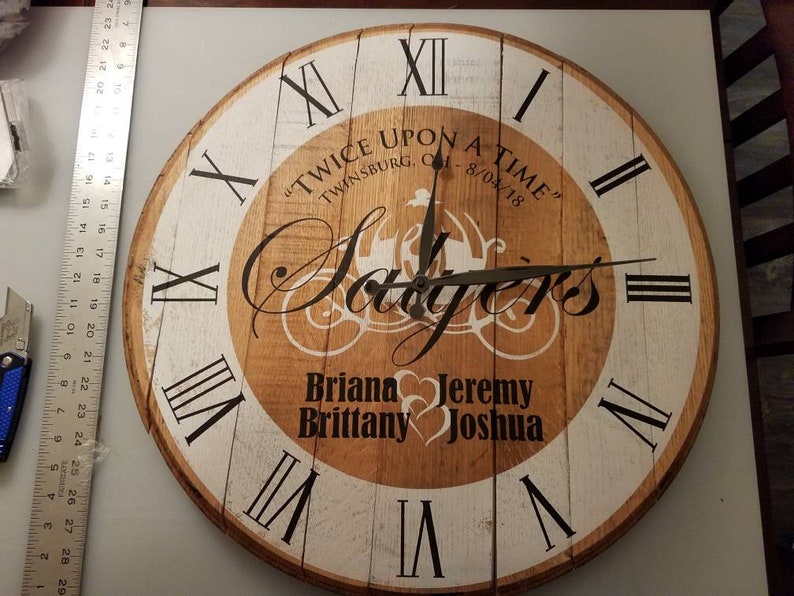 XII
I
II
III
IIII
V
VI
VII
VIII
IX
X
XI
"TWICE UPON A TIME"
TWINSBURG, OH - 8/04/18
Salyers
Briana Jeremy
Brittany Joshua